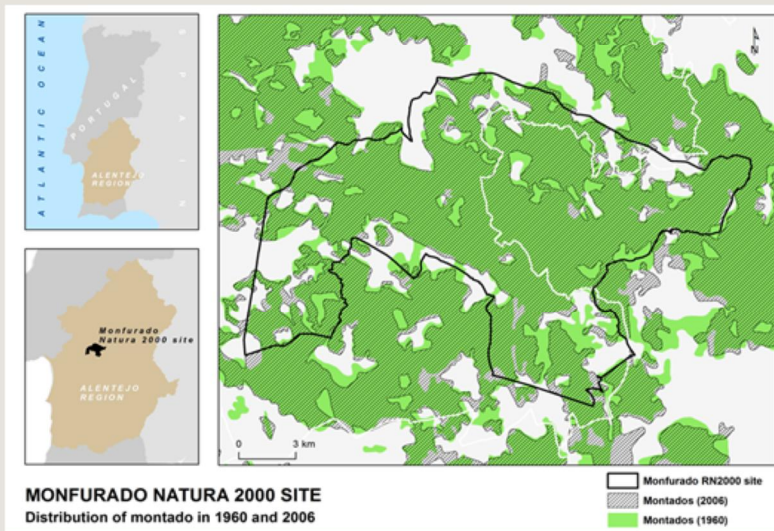 ATLANTIC OCEAN
PORTUGAL
ALENTEJO
REGION
N
Monfurado
Natura 2000 site
ALENTEJO
REGION
0 3 km
MONFURADO NATURA 2000 SITE
Distribution of montado in 1960 and 2006
Monfurado RN2000 site
Montados (2006)
Montados (1960)